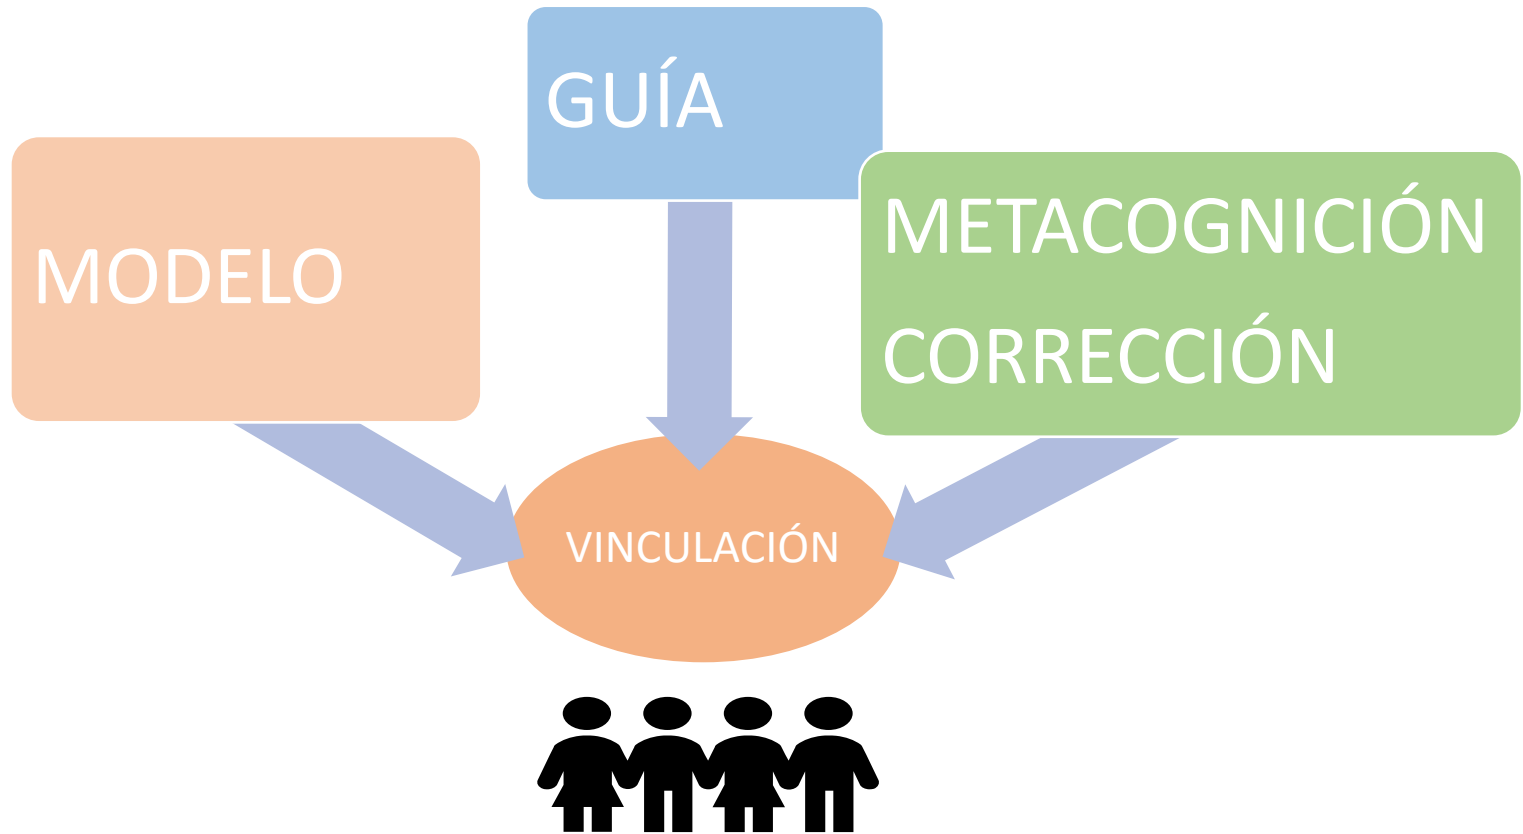 GUÍA
MODELO
METACOGNICIÓN
CORRECCIÓN
VINCULACIÓN